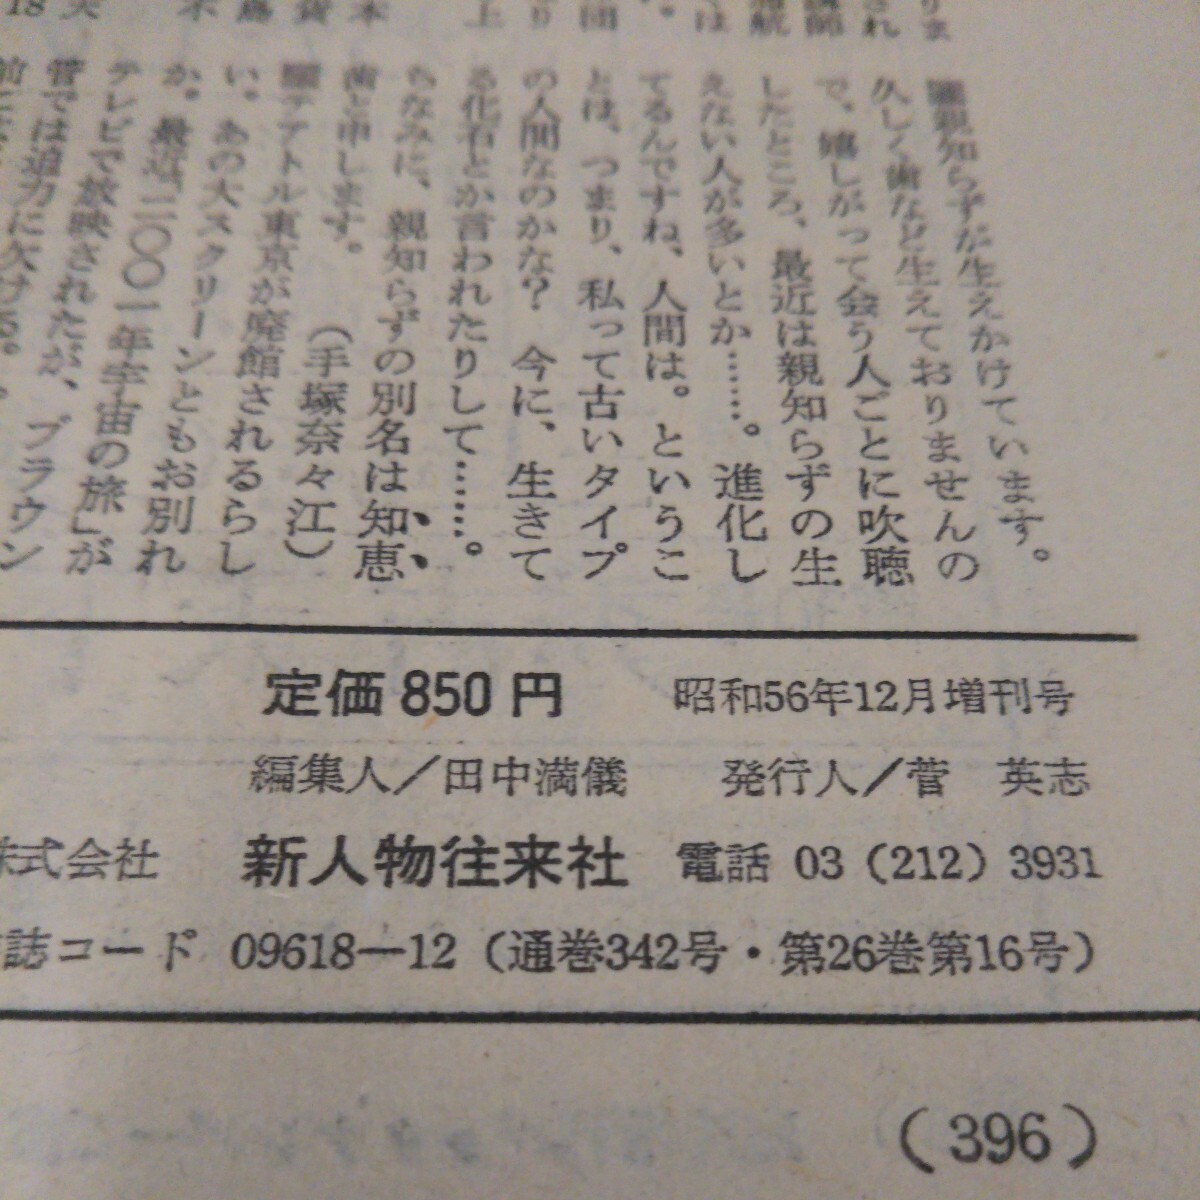 ■親知らずが生えかけています。
久しく歯など生えておりませんの
で、嬉しがって会う人ごとに吹聴
したところ、最近は親知らずの生
えない人が多いとか……。進化し
てるんですね、人間は。というこ
とは、つまり、私って古いタイプ
の人間なのかな？　今に、生きて
る化石とか言われたりして……。
ちなみに、親知らずの別名は知恵
歯と申します。　（手塚奈々江）
■テアトル東京が廃館されるらし
い。あの大スクリーンともお別れ
か。最近「二〇〇一年宇宙の旅」が
テレビで放映されたが、ブラウン
管では迫力に欠ける。
定価850円　昭和56年12月増刊号
編集人／田中満儀　発行人／菅　英志
株式会社　新人物往来社　電話 03（212）3931
誌コード 09618—12（通巻342号・第26巻第16号）
（396）